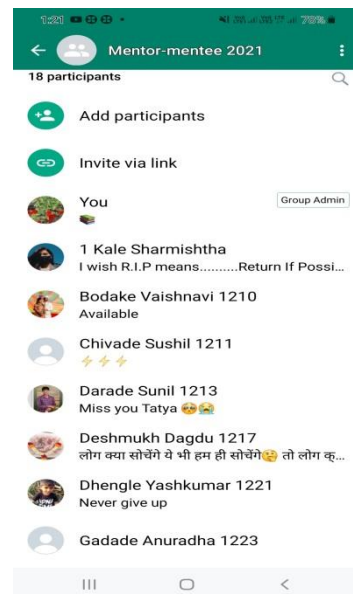 1:21
78%
Mentor-mentee 2021
18 participants
Add participants
Invite via link
You
Group Admin
1 Kale Sharmishtha
I wish R.I.P means..........Return If Possi...
Bodake Vaishnavi 1210
Available
Chivade Sushil 1211
⚡⚡⚡
Darade Sunil 1213
Miss you Tatya 🥺😭
Deshmukh Dagdu 1217
लोग क्या सोचेंगे ये भी हम ही सोचेंगे🤔 तो लोग क्...
Dhengle Yashkumar 1221
Never give up
Gadade Anuradha 1223